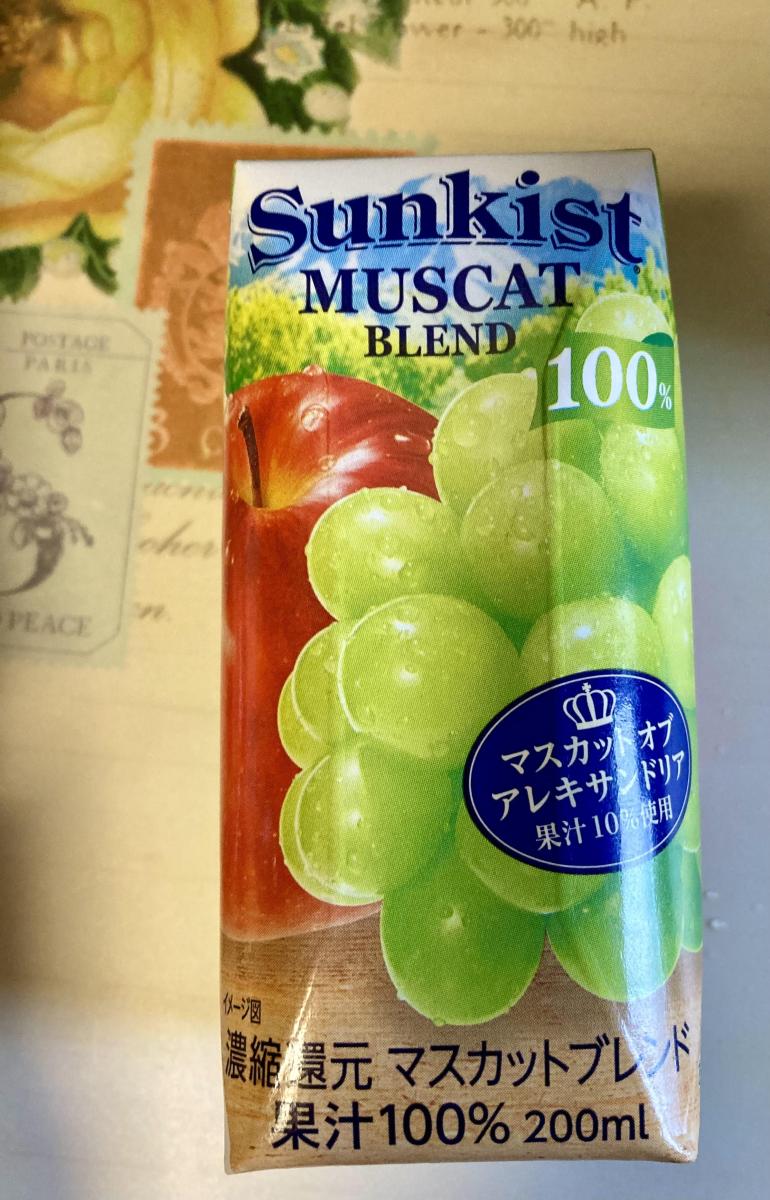 Flower - 300 high
Sunkist
MUSCAT
BLEND
100%
POSTAGE
PARIS
PEACE
マスカット オブ
アレキサンドリア
果汁10%使用
イメージ図
濃縮還元 マスカットブレンド
果汁100% 200ml